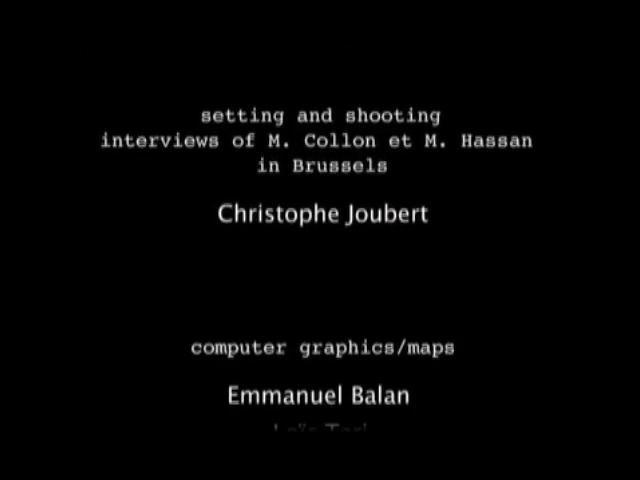 setting and shooting
interviews of M. Collon et M. Hassan
in Brussels
Christophe Joubert
computer graphics/maps
Emmanuel Balan